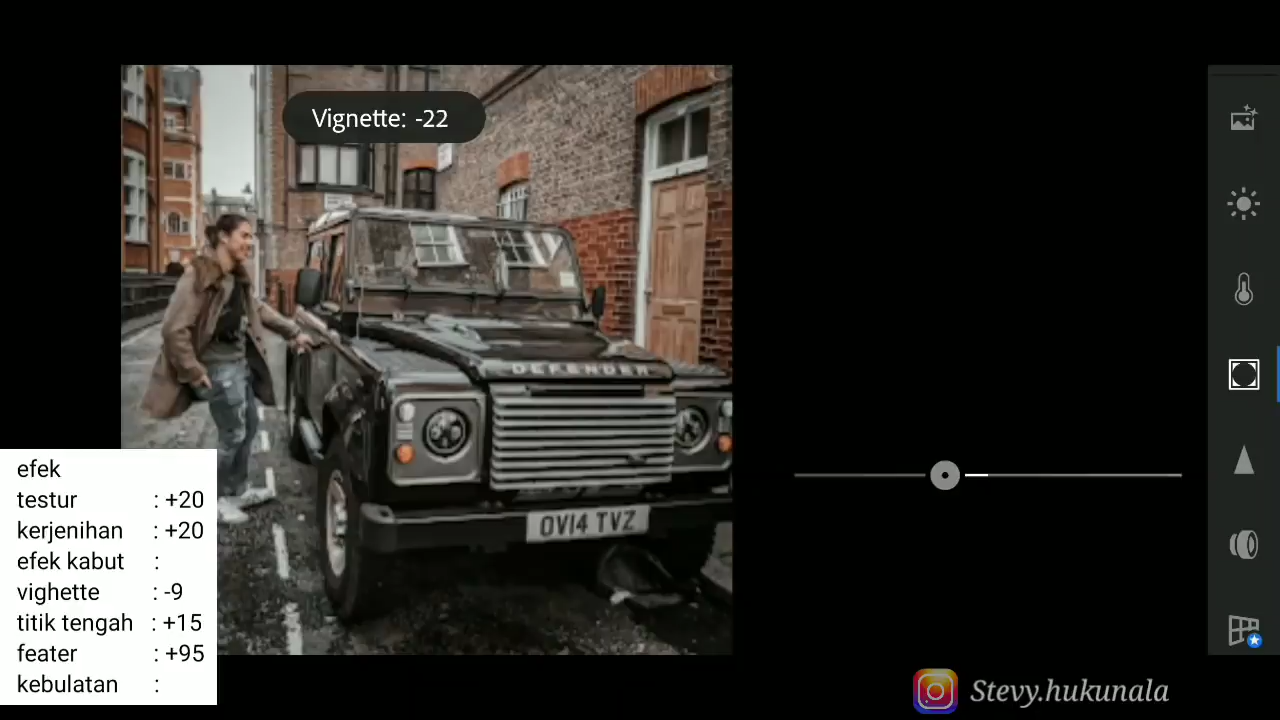 Vignette: -22
DEFENDER
OV14 TVZ
efek
testur : +20
kerjenihan : +20
efek kabut :
vighette : -9
titik tengah : +15
feater : +95
kebulatan :
Stevy.hukunala